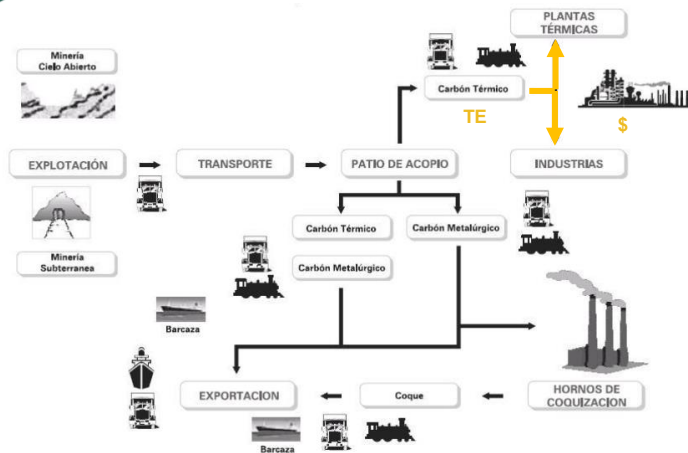 PLANTAS
TÉRMICAS
Minería
Cielo Abierto
Carbón Térmico
TE
$
EXPLOTACIÓN
TRANSPORTE
PATIO DE ACOPIO
INDUSTRIAS
Carbón Térmico
Carbón Metalúrgico
Minería
Subterranea
Carbón Metalúrgico
Barcaza
EXPORTACION
Coque
HORNOS DE
COQUIZACION
Barcaza